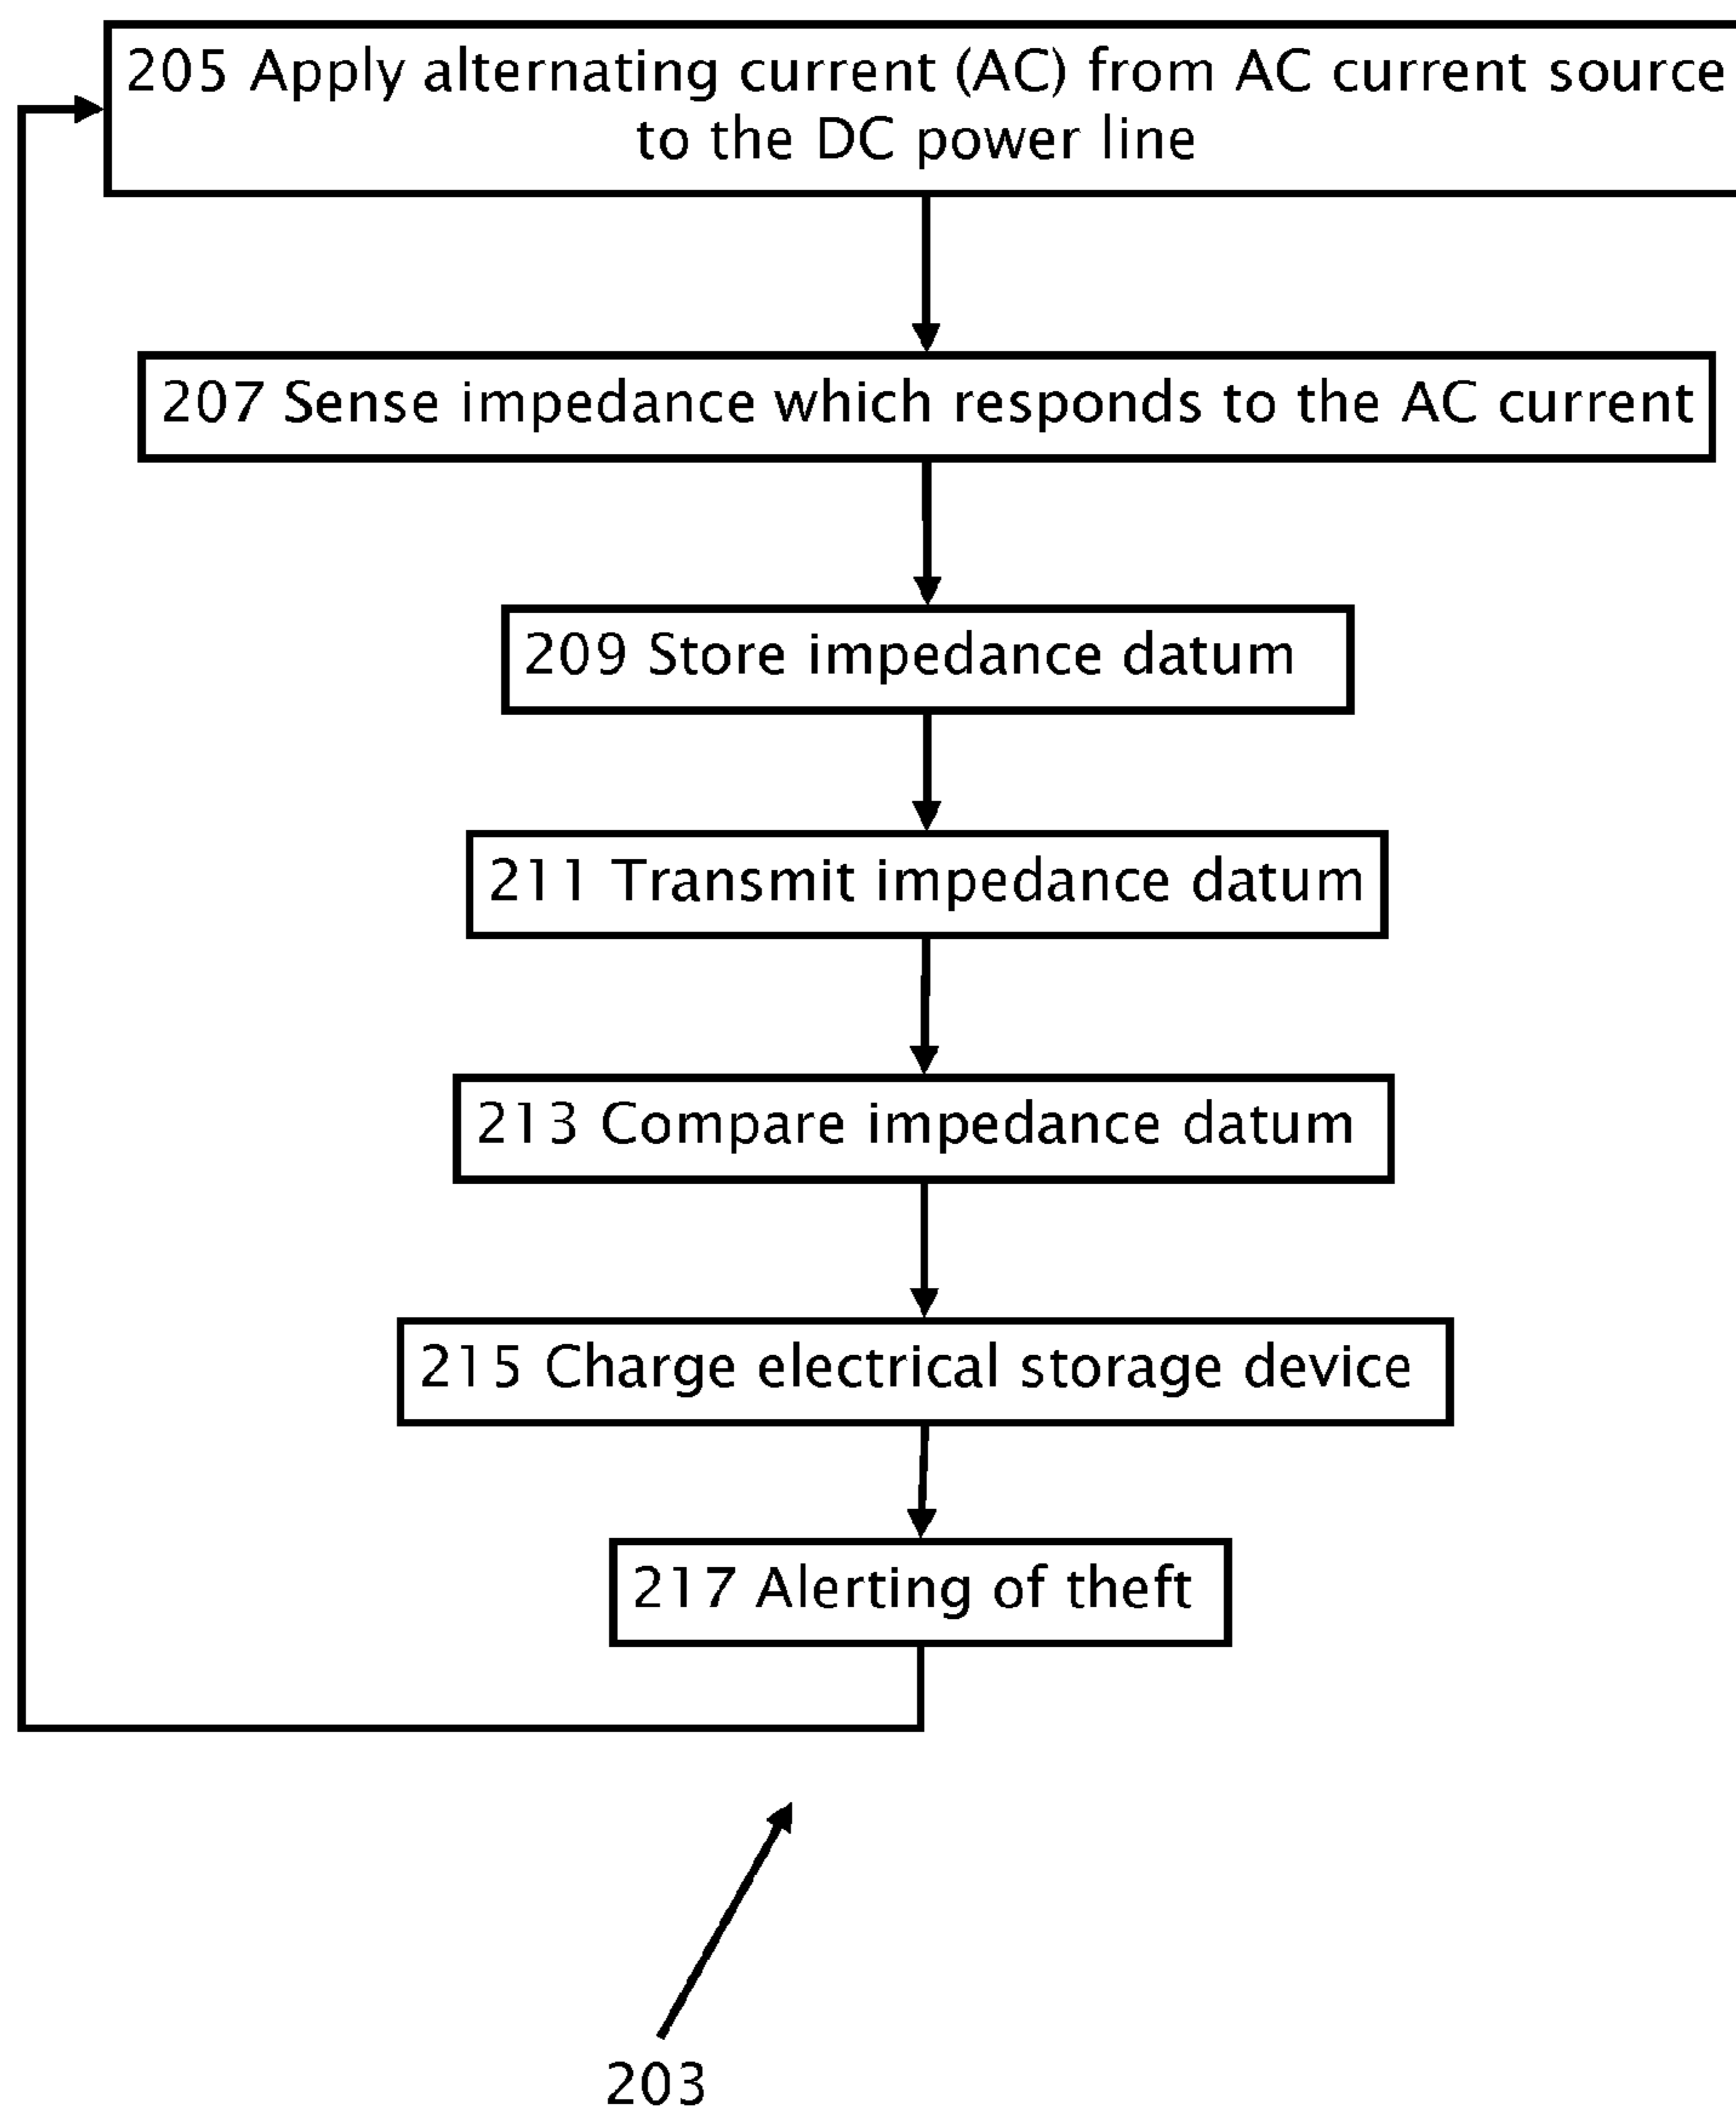 205 Apply alternating current (AC) from AC current source
to the DC power line
207 Sense impedance which responds to the AC current
209 Store impedance datum
211 Transmit impedance datum
213 Compare impedance datum
215 Charge electrical storage device
217 Alerting of theft
203